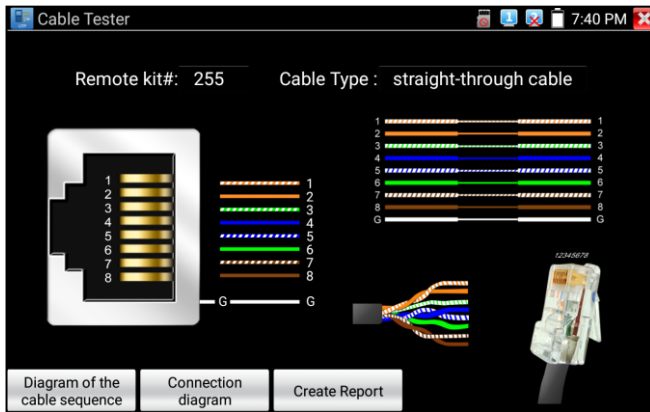 Cable Tester
7:40 PM
Remote kit#: 255
Cable Type : straight-through cable
1 1
2 2
3 3
4 4
5 5
6 6
7 7
8 8
G G
1 1
2 2
3 3
4 4
5 5
6 6
7 7
8 8
G G
12345678
Diagram of the
cable sequence
Connection
diagram
Create Report